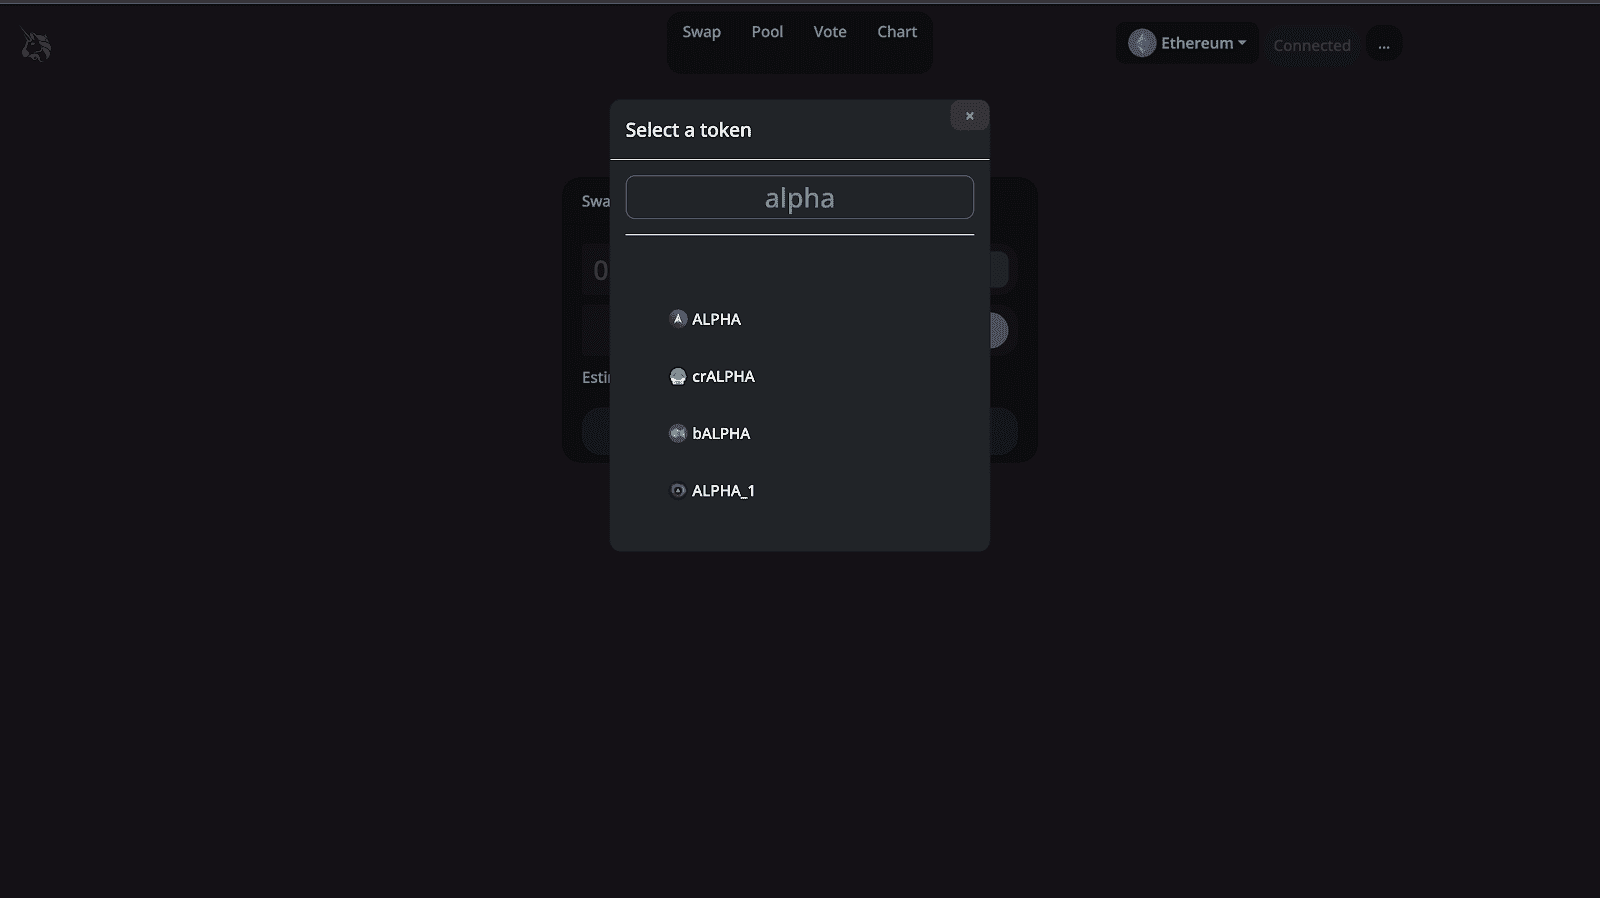 Swap Pool Vote Chart
Ethereum
Connected
...
Select a token
×
alpha
Swa
0
ALPHA
crALPHA
Esti
bALPHA
ALPHA_1